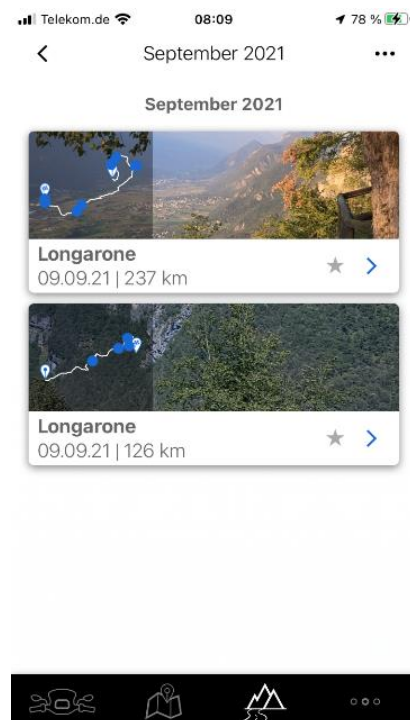 Telekom.de 08:09 78 %
September 2021
September 2021
Longarone
09.09.21 | 237 km
Longarone
09.09.21 | 126 km